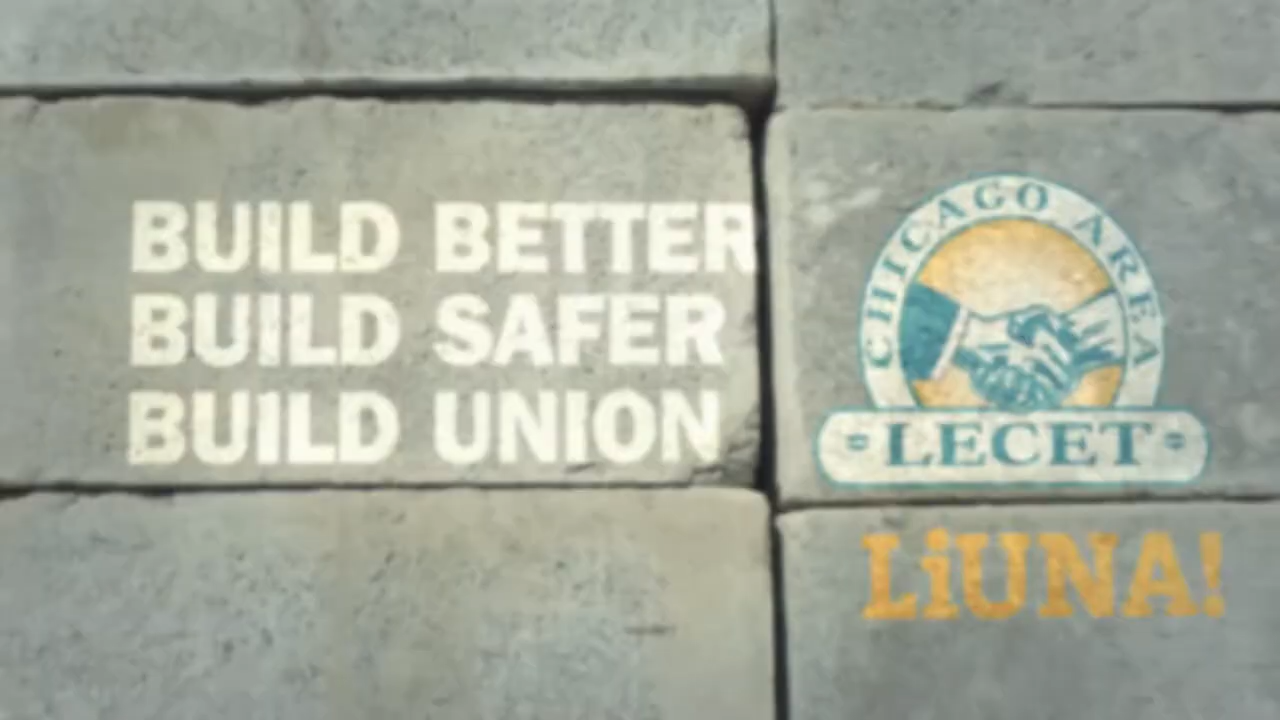 BUILD BETTER
BUILD SAFER
BUILD UNION
CHICAGO AREA
LECET
LiUNA!